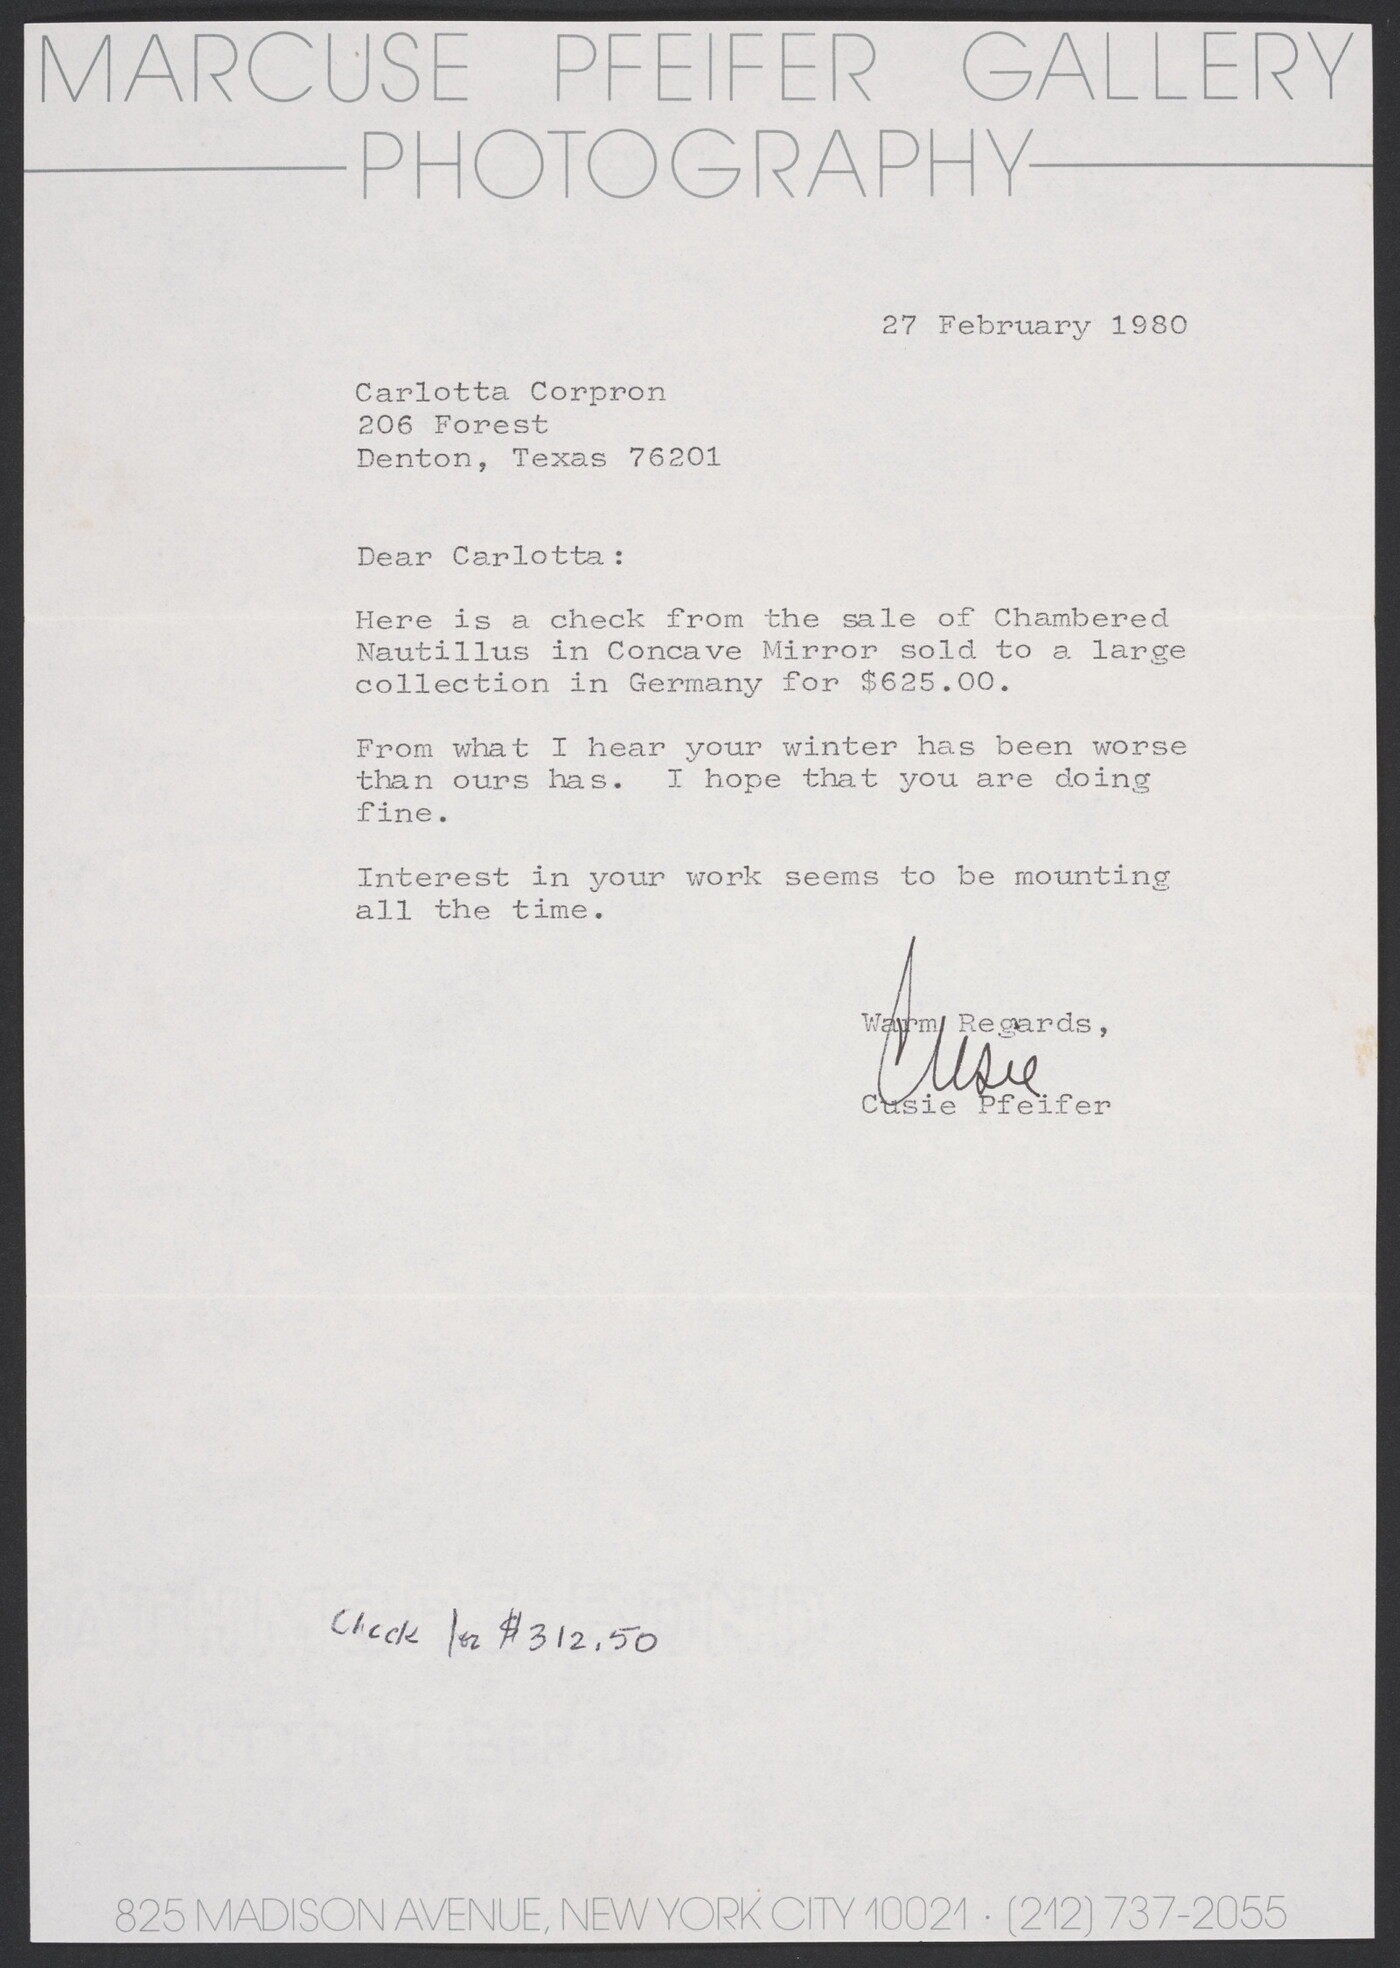 MARCUSE PFEIFER GALLERY
PHOTOGRAPHY
27 February 1980
Carlotta Corpron
206 Forest
Denton, Texas 76201
Dear Carlotta:
Here is a check from the sale of Chambered
Nautillus in Concave Mirror sold to a large
collection in Germany for $625.00.
From what I hear your winter has been worse
than ours has.  I hope that you are doing
fine.
Interest in your work seems to be mounting
all the time.
Warm Regards,
Cusie
Cusie Pfeifer
Check for $312.50
825 MADISON AVENUE, NEW YORK CITY 10021 · (212) 737-2055